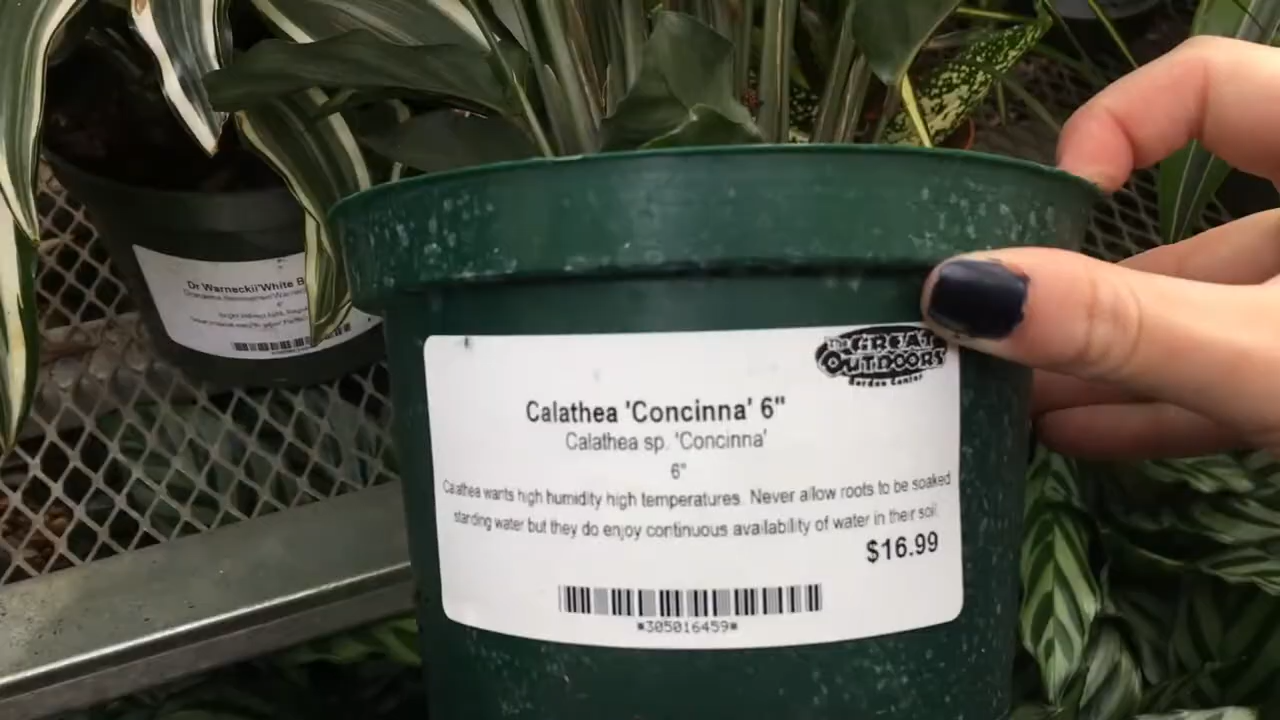 Dr Warneckii'White B
The GREAT
OUTDOORS
Garden Center
Calathea 'Concinna' 6"
Calathea sp. 'Concinna'
6"
Calathea wants high humidity high temperatures. Never allow roots to be soaked
standing water but they do enjoy continuous availability of water in their soil.
$16.99
*305016459*